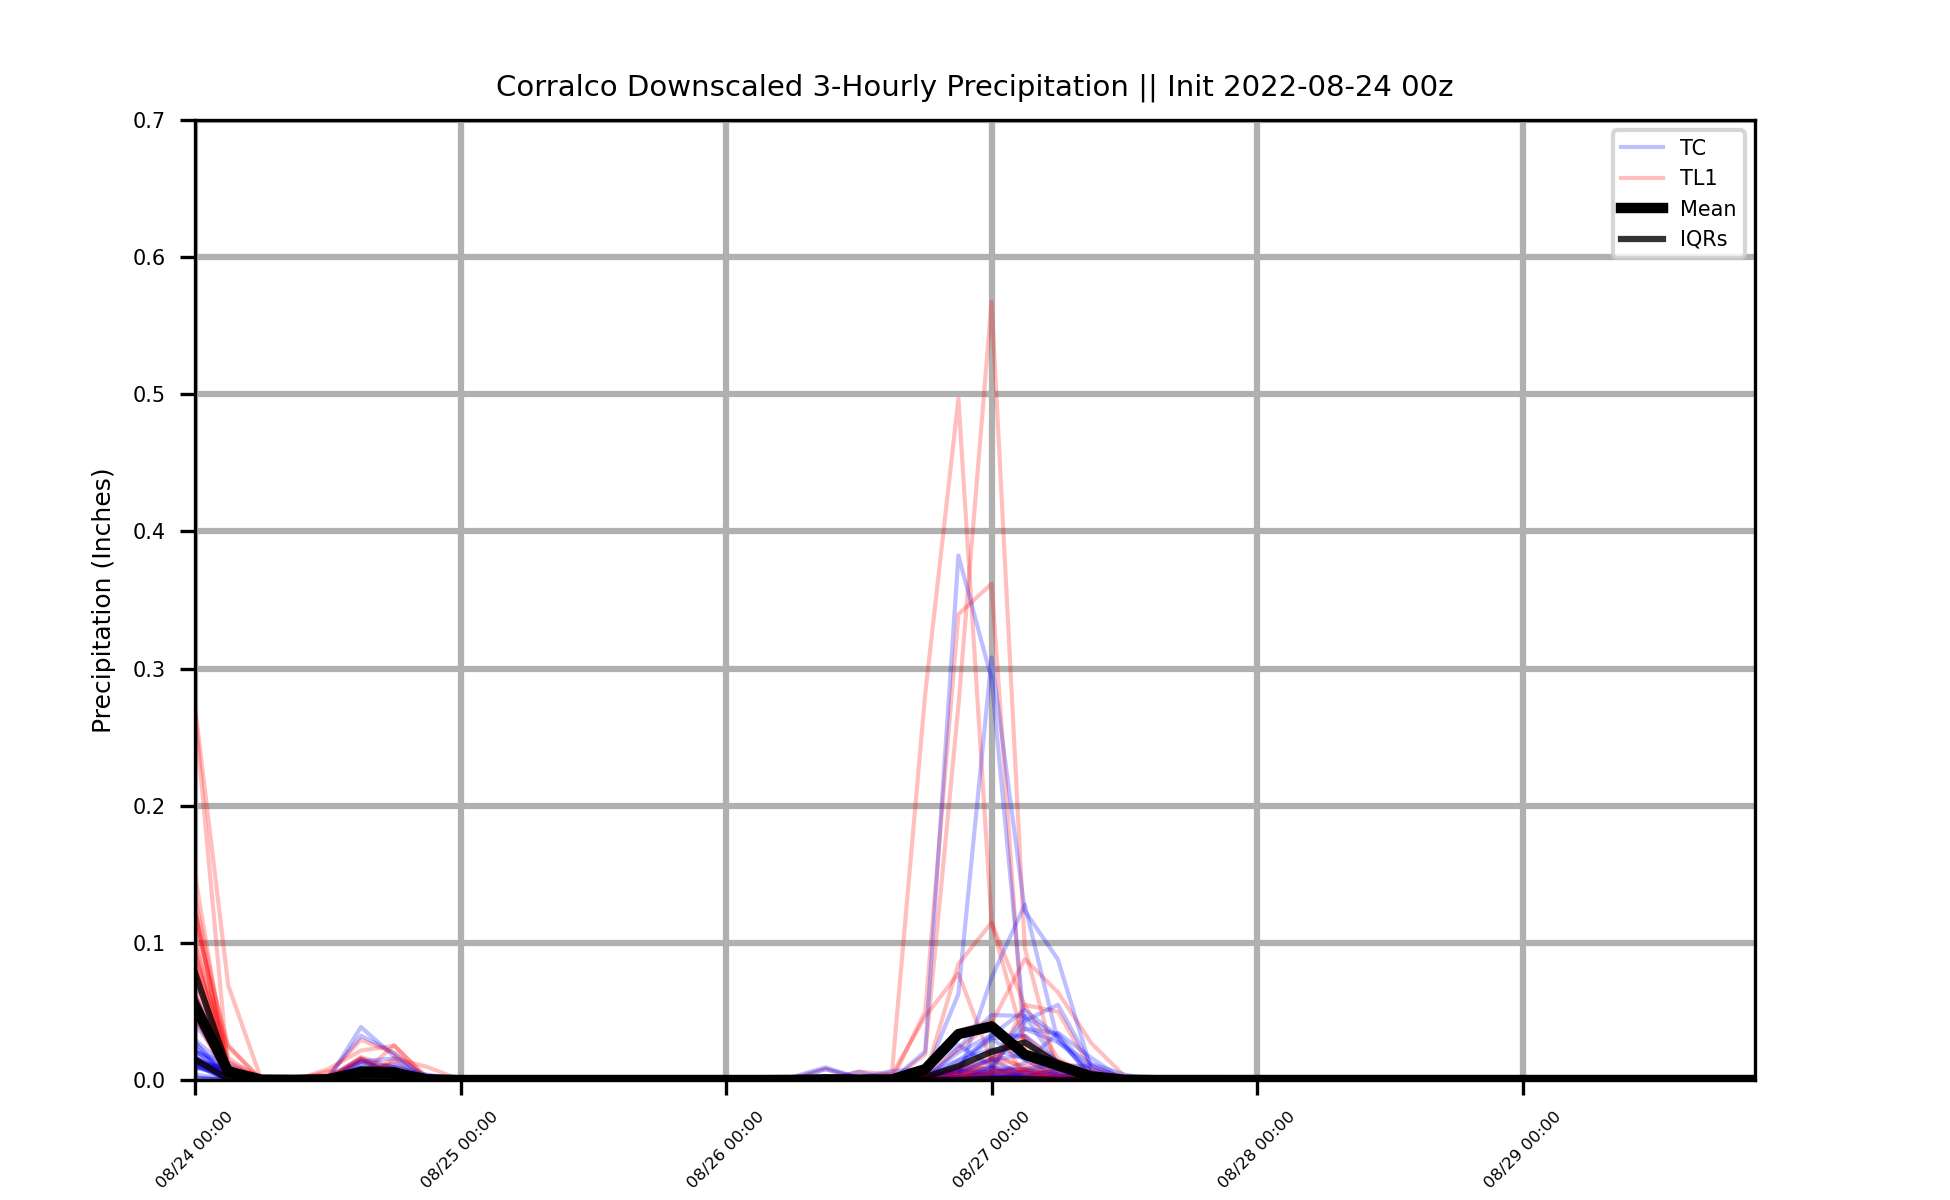 Corralco Downscaled 3-Hourly Precipitation || Init 2022-08-24 00z
TC
TL1
Mean
IQRs
Precipitation (Inches)
0.7
0.6
0.5
0.4
0.3
0.2
0.1
0.0
08/24 00:00
08/25 00:00
08/26 00:00
08/27 00:00
08/28 00:00
08/29 00:00